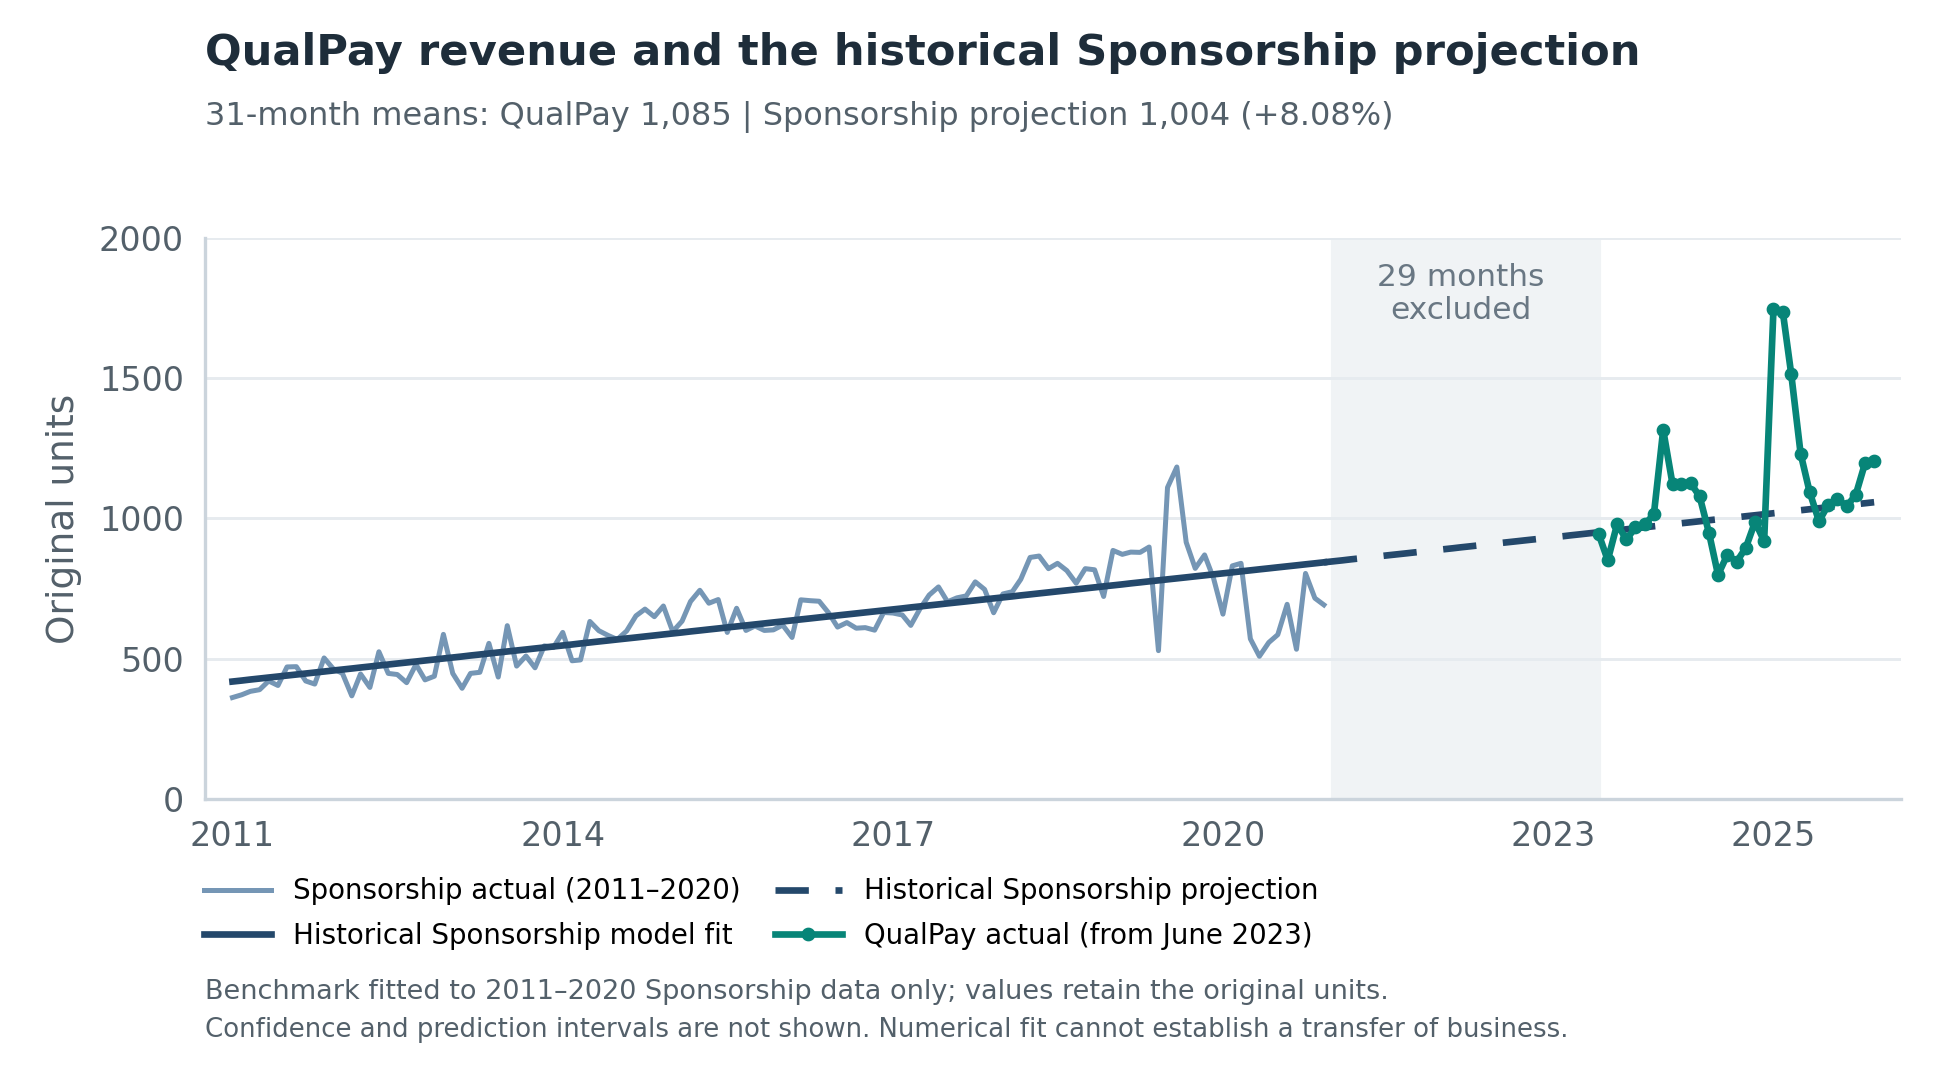 QualPay revenue and the historical Sponsorship projection
31-month means: QualPay 1,085 | Sponsorship projection 1,004 (+8.08%)
Original units
2000
1500
1000
500
0
29 months
excluded
2011
2014
2017
2020
2023
2025
Sponsorship actual (2011–2020)
Historical Sponsorship model fit
Historical Sponsorship projection
QualPay actual (from June 2023)
Benchmark fitted to 2011–2020 Sponsorship data only; values retain the original units.
Confidence and prediction intervals are not shown. Numerical fit cannot establish a transfer of business.